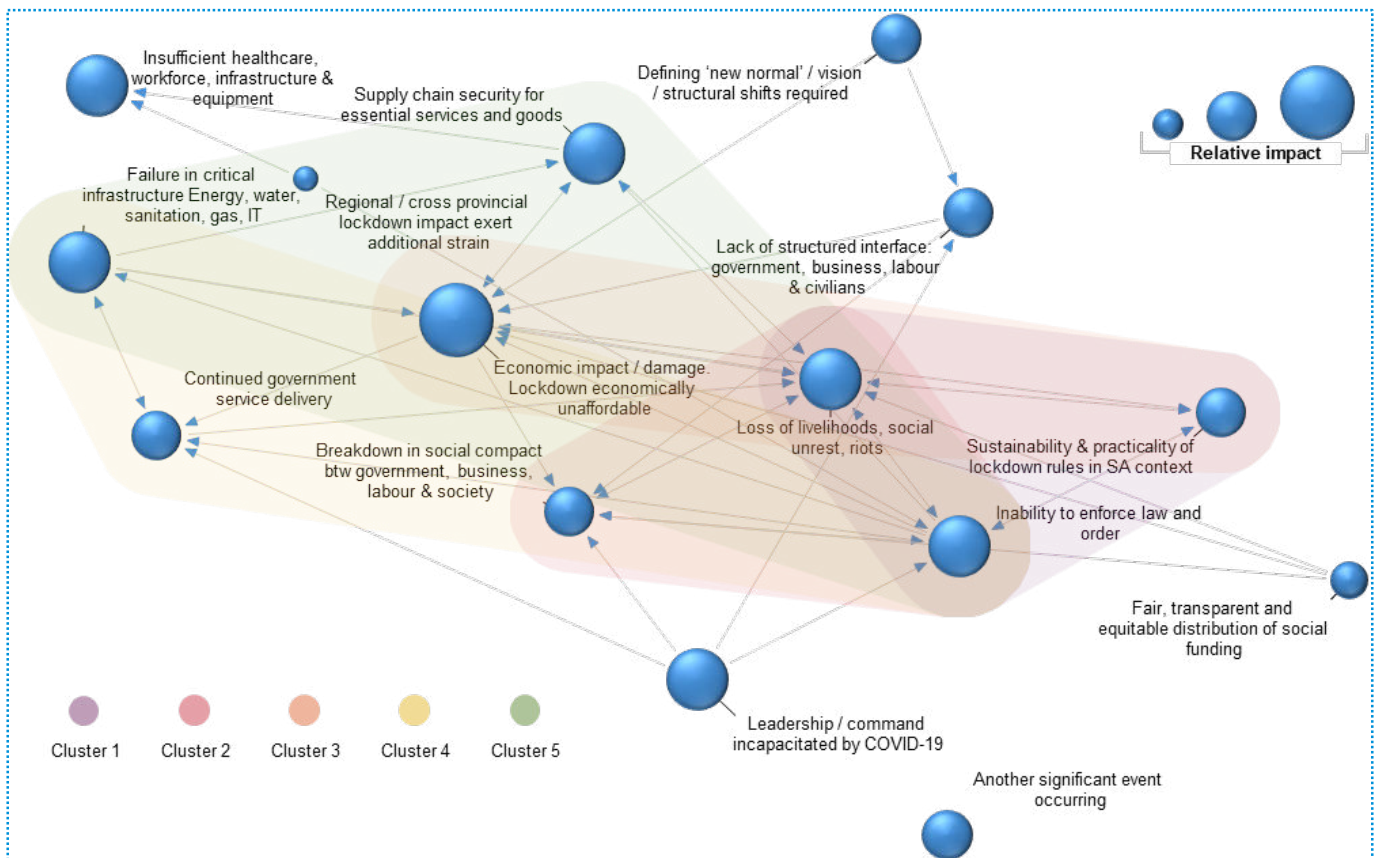 Insufficient healthcare,
workforce, infrastructure &
equipment
Supply chain security for
essential services and goods
Defining ‘new normal’ / vision
/ structural shifts required
Relative impact
Failure in critical
infrastructure Energy, water,
sanitation, gas, IT
Regional / cross provincial
lockdown impact exert
additional strain
Lack of structured interface:
government, business, labour
& civilians
Continued government
service delivery
Economic impact / damage.
Lockdown economically
unaffordable
Loss of livelihoods, social
unrest, riots
Breakdown in social compact
btw government, business,
labour & society
Sustainability & practicality of
lockdown rules in SA context
Inability to enforce law and
order
Fair, transparent and
equitable distribution of social
funding
Leadership / command
incapacitated by COVID-19
Another significant event
occurring
Cluster 1
Cluster 2
Cluster 3
Cluster 4
Cluster 5